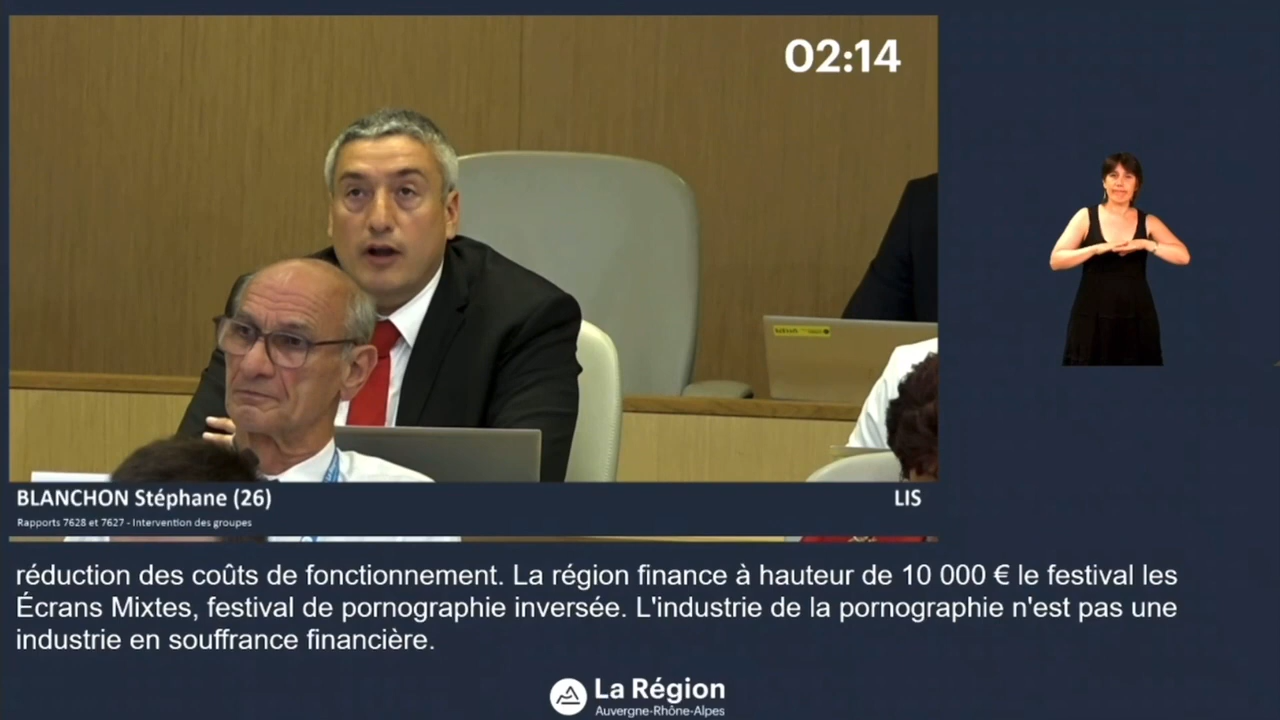 02:14
BLANCHON Stéphane (26)
LIS
Rapports 7628 et 7627 - Intervention des groupes
réduction des coûts de fonctionnement. La région finance à hauteur de 10 000 € le festival les
Écrans Mixtes, festival de pornographie inversée. L'industrie de la pornographie n'est pas une
industrie en souffrance financière.
La Région
Auvergne-Rhône-Alpes